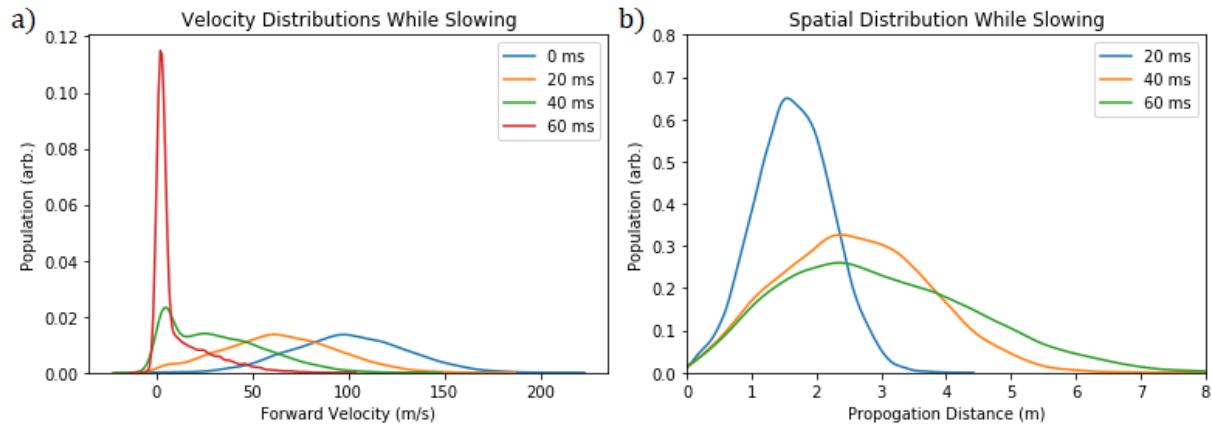 a)
Velocity Distributions While Slowing
0.12
0.10
0.08
0.06
0.04
0.02
0.00
Population (arb.)
0 ms
20 ms
40 ms
60 ms
0 50 100 150 200
Forward Velocity (m/s)
b)
Spatial Distribution While Slowing
0.8
0.7
0.6
0.5
0.4
0.3
0.2
0.1
0.0
Population (arb.)
20 ms
40 ms
60 ms
0 1 2 3 4 5 6 7 8
Propogation Distance (m)